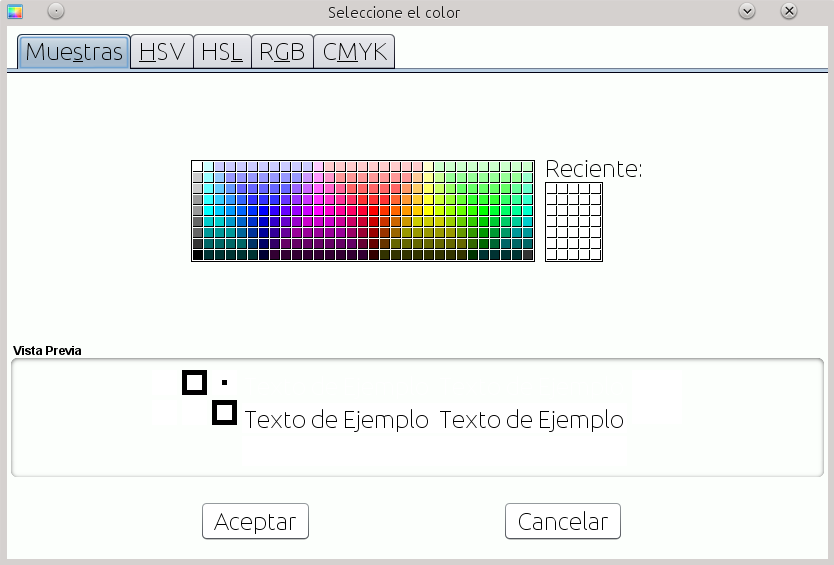 Seleccione el color
Muestras HSV HSL RGB CMYK
Reciente:
Vista Previa
Texto de Ejemplo Texto de Ejemplo
Aceptar Cancelar